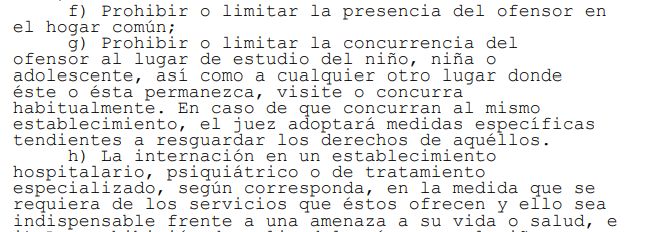 f) Prohibir o limitar la presencia del ofensor en
el hogar común;
g) Prohibir o limitar la concurrencia del
ofensor al lugar de estudio del niño, niña o
adolescente, así como a cualquier otro lugar donde
éste o ésta permanezca, visite o concurra
habitualmente. En caso de que concurran al mismo
establecimiento, el juez adoptará medidas específicas
tendientes a resguardar los derechos de aquéllos.
h) La internación en un establecimiento
hospitalario, psiquiátrico o de tratamiento
especializado, según corresponda, en la medida que se
requiera de los servicios que éstos ofrecen y ello sea
indispensable frente a una amenaza a su vida o salud, e